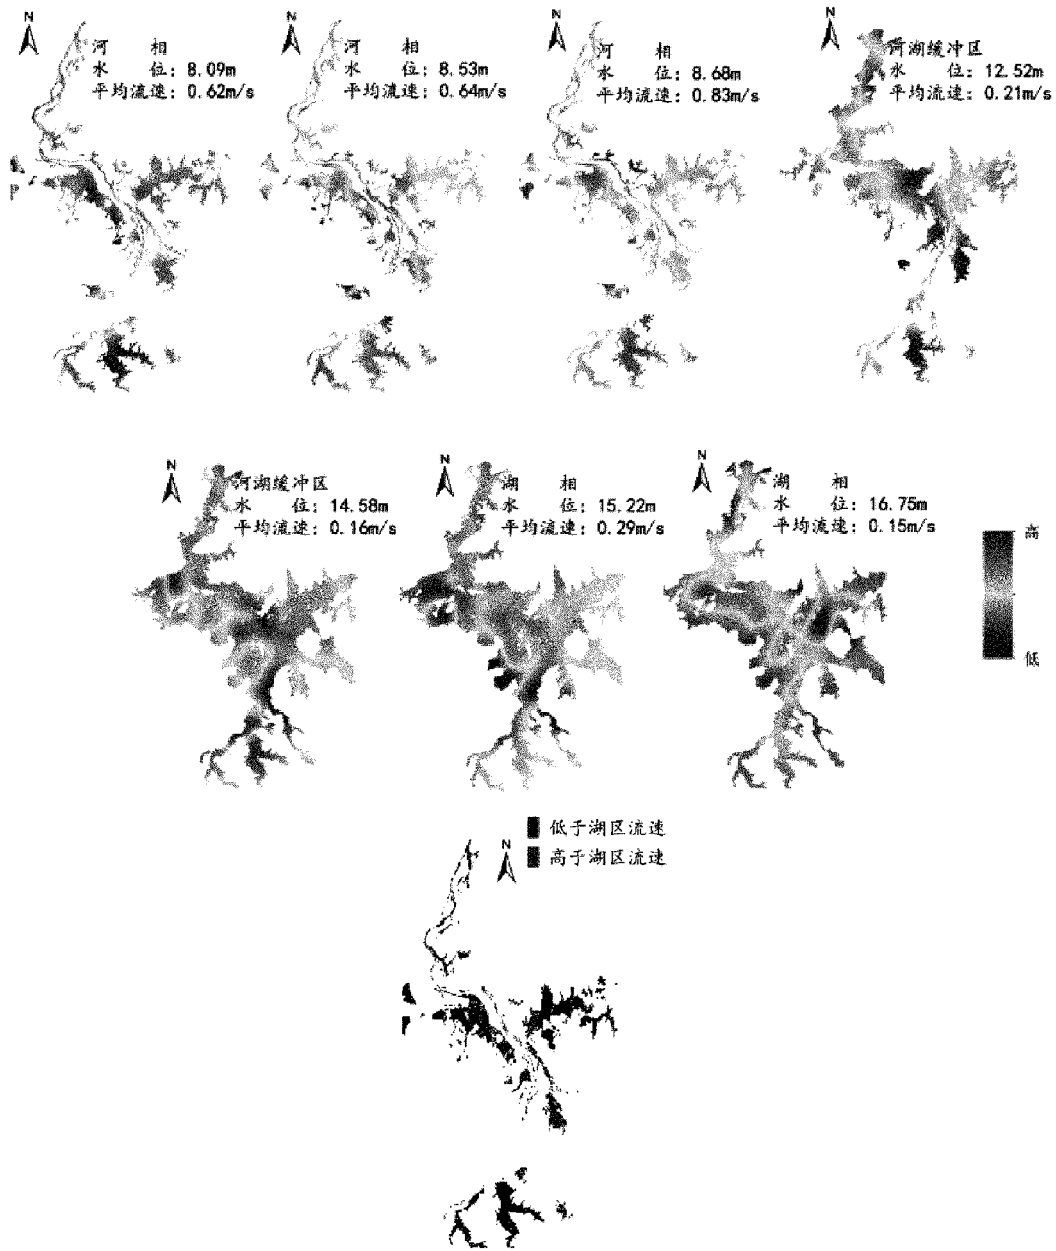 N
河 相
水 位: 8.09m
平均流速: 0.62m/s
N
河 相
水 位: 8.53m
平均流速: 0.64m/s
N
河 相
水 位: 8.68m
平均流速: 0.83m/s
N
河湖缓冲区
水 位: 12.52m
平均流速: 0.21m/s
N
河湖缓冲区
水 位: 14.58m
平均流速: 0.16m/s
N
湖 相
水 位: 15.22m
平均流速: 0.29m/s
N
湖 相
水 位: 16.75m
平均流速: 0.15m/s
高
低
N
低于湖区流速
高于湖区流速